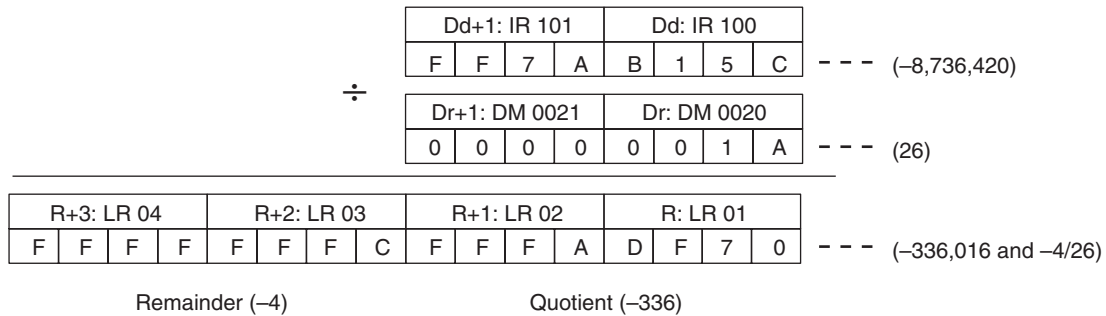 Dd+1: IR 101 Dd: IR 100
F F 7 A B 1 5 C – – – (–8,736,420)
÷
Dr+1: DM 0021 Dr: DM 0020
0 0 0 0 0 0 1 A – – – (26)
R+3: LR 04 R+2: LR 03 R+1: LR 02 R: LR 01
F F F F F F F C F F F A D F 7 0 – – – (–336,016 and –4/26)
Remainder (–4) Quotient (–336)